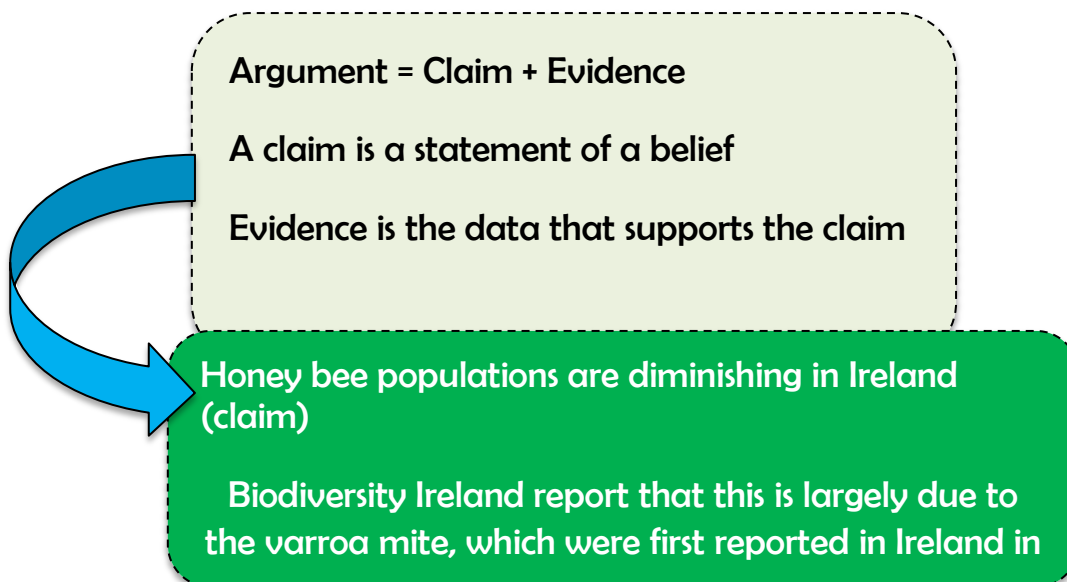 Argument = Claim + Evidence
A claim is a statement of a belief
Evidence is the data that supports the claim
Honey bee populations are diminishing in Ireland
(claim)
Biodiversity Ireland report that this is largely due to
the varroa mite, which were first reported in Ireland in